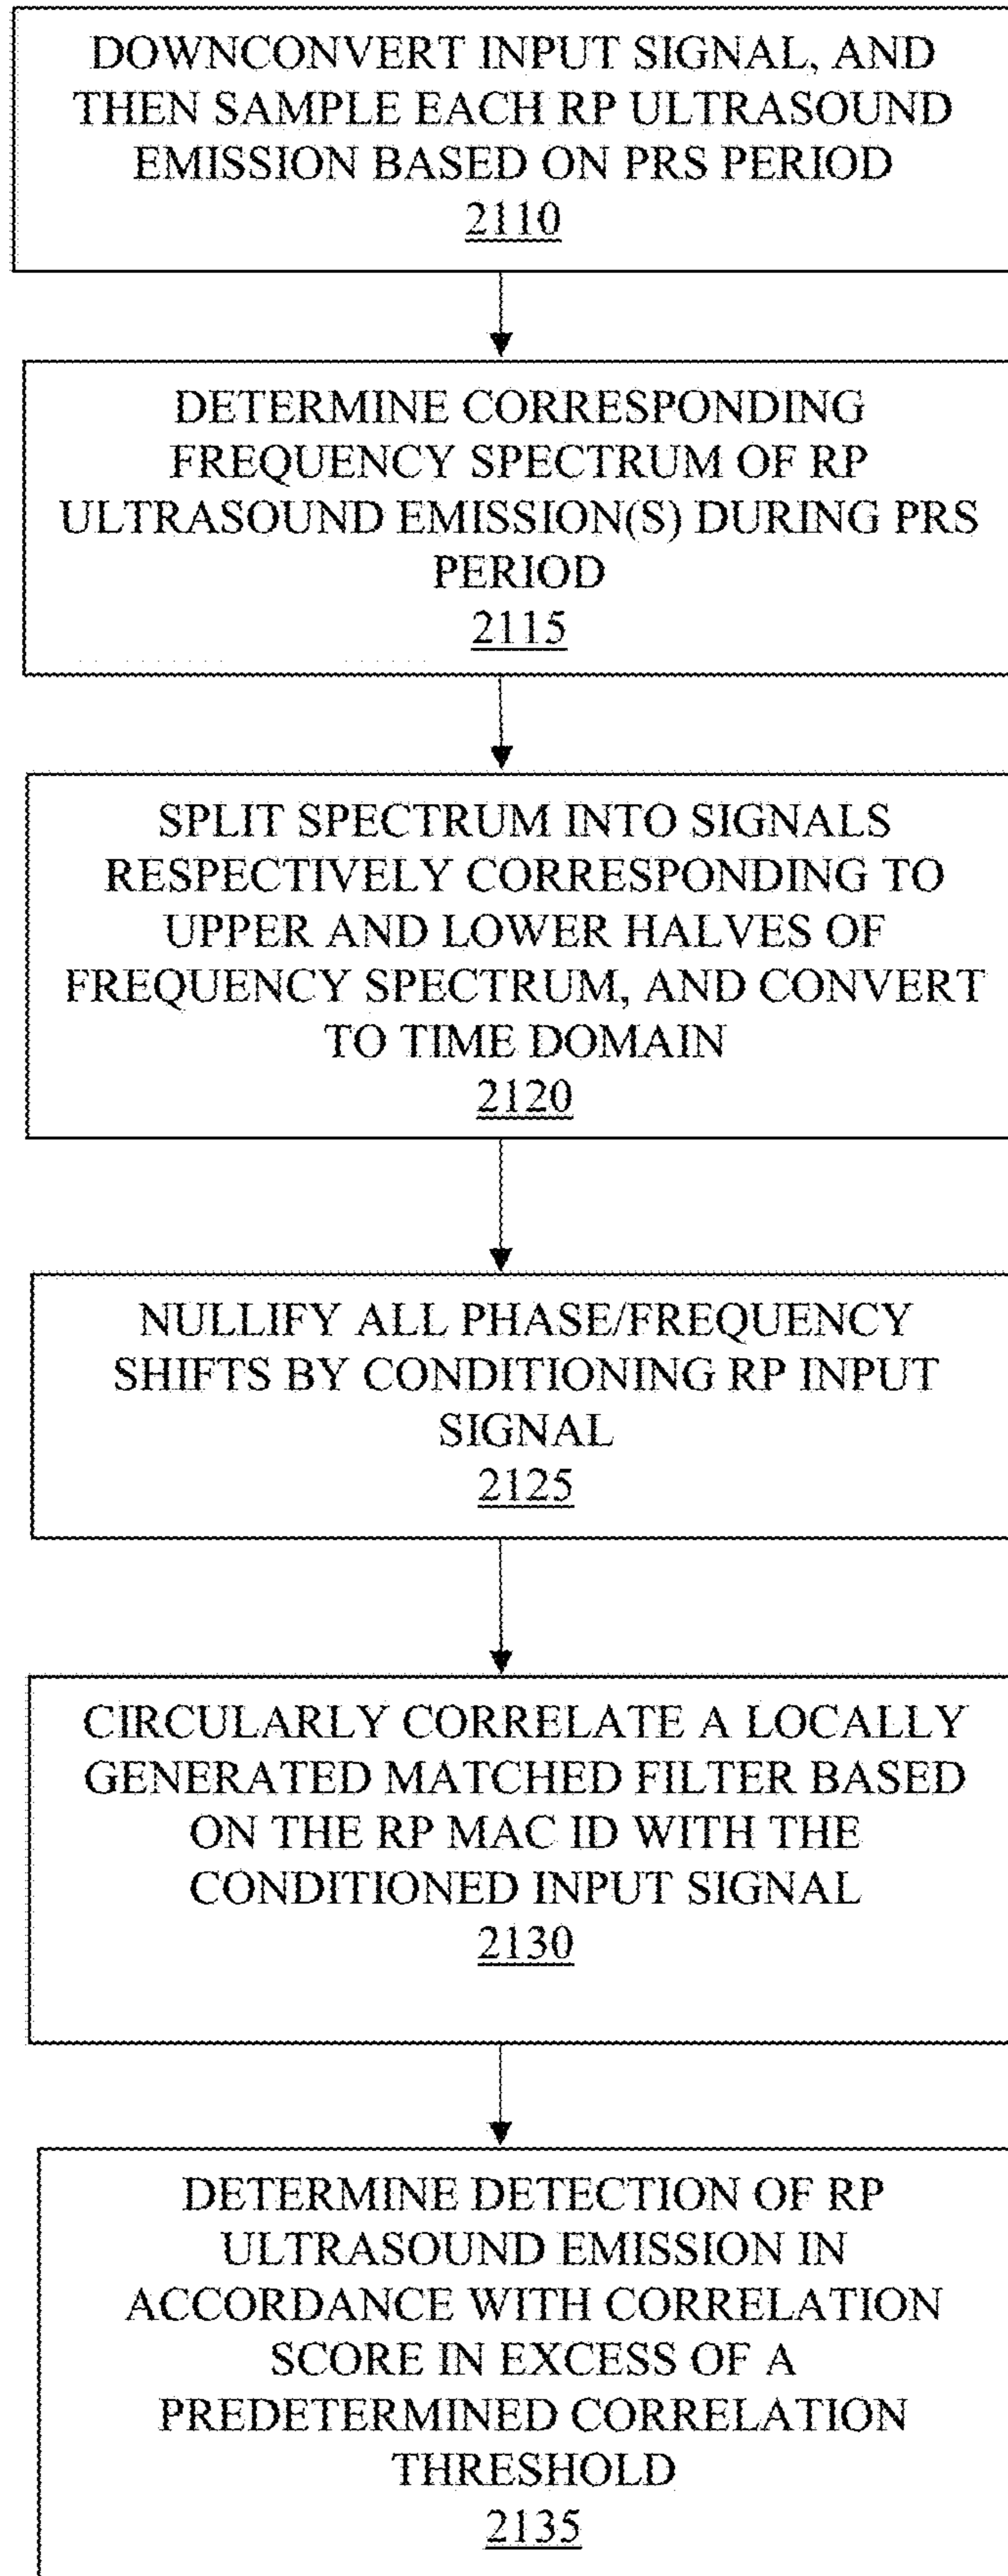 DOWNCONVERT INPUT SIGNAL, AND
THEN SAMPLE EACH RP ULTRASOUND
EMISSION BASED ON PRS PERIOD
2110
DETERMINE CORRESPONDING
FREQUENCY SPECTRUM OF RP
ULTRASOUND EMISSION(S) DURING PRS
PERIOD
2115
SPLIT SPECTRUM INTO SIGNALS
RESPECTIVELY CORRESPONDING TO
UPPER AND LOWER HALVES OF
FREQUENCY SPECTRUM, AND CONVERT
TO TIME DOMAIN
2120
NULLIFY ALL PHASE/FREQUENCY
SHIFTS BY CONDITIONING RP INPUT
SIGNAL
2125
CIRCULARLY CORRELATE A LOCALLY
GENERATED MATCHED FILTER BASED
ON THE RP MAC ID WITH THE
CONDITIONED INPUT SIGNAL
2130
DETERMINE DETECTION OF RP
ULTRASOUND EMISSION IN
ACCORDANCE WITH CORRELATION
SCORE IN EXCESS OF A
PREDETERMINED CORRELATION
THRESHOLD
2135